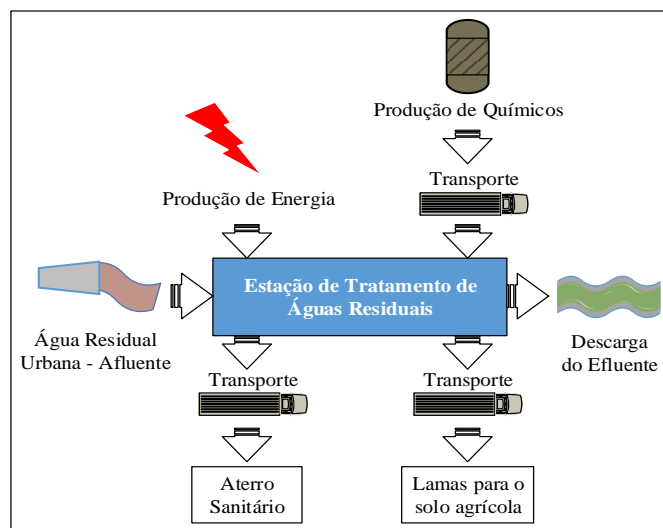 Produção de Químicos
Transporte
Produção de Energia
Estação de Tratamento de
Águas Residuais
Água Residual
Urbana - Afluente
Descarga
do Efluente
Transporte
Transporte
Aterro
Sanitário
Lamas para o
solo agrícola